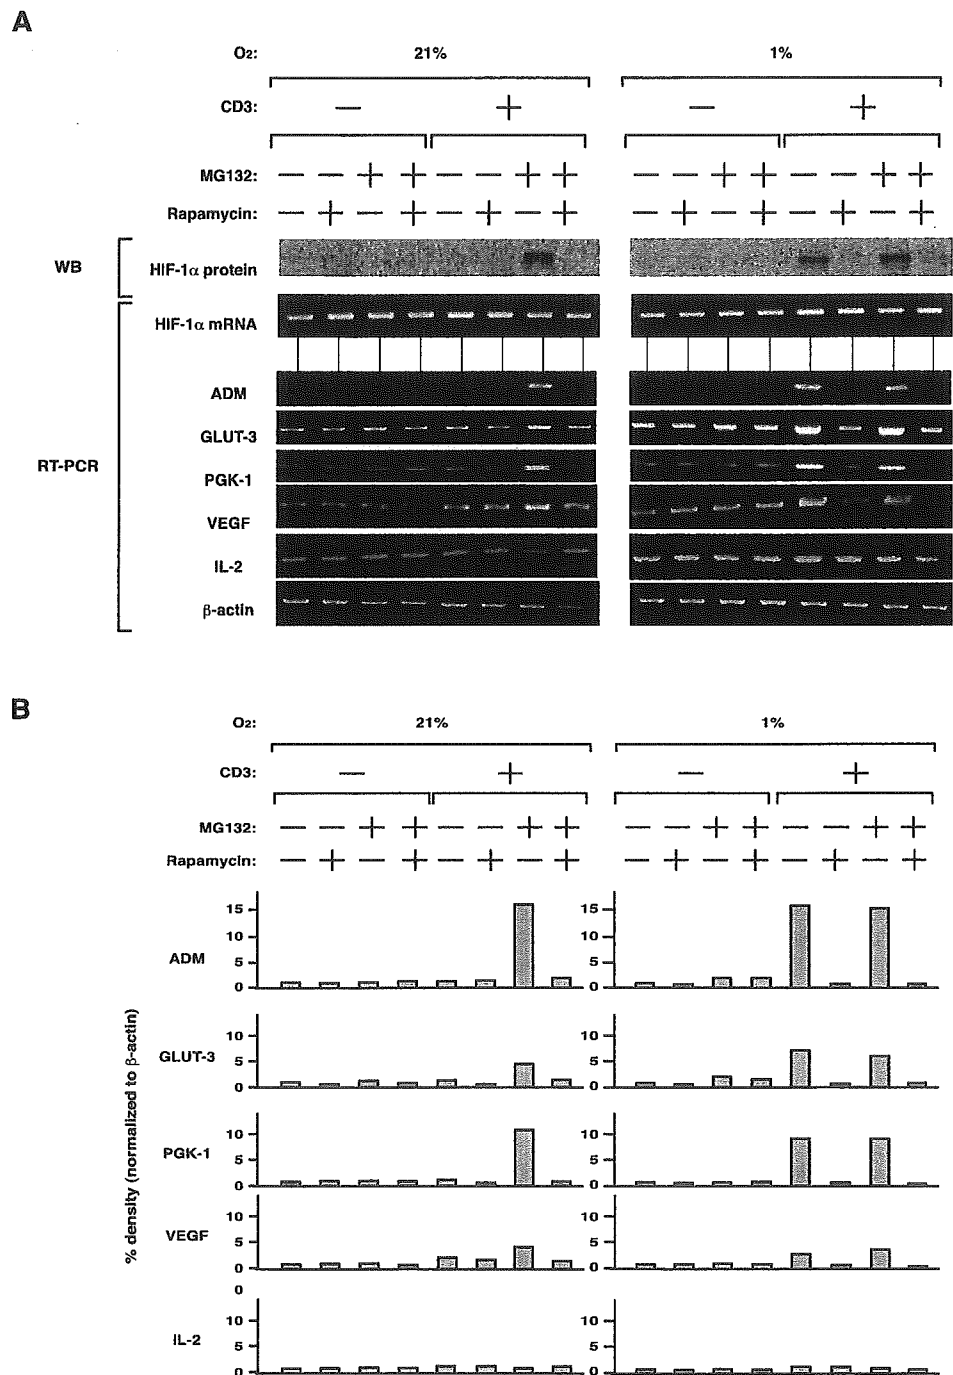 A
O2: 21% 1%
CD3: — + — +
MG132: — — + + — — + + — — + + — — + +
Rapamycin: — + — + — + — + — + — + — + — +
WB
HIF-1α protein
HIF-1α mRNA
ADM
GLUT-3
RT-PCR
PGK-1
VEGF
IL-2
β-actin
B
O2: 21% 1%
CD3: — + — +
MG132: — — + + — — + + — — + + — — + +
Rapamycin: — + — + — + — + — + — + — + — +
% density (normalized to β-actin)
ADM
15 15
10 10
5 5
0 0
GLUT-3
10 10
5 5
0 0
PGK-1
10 10
5 5
0 0
VEGF
10 10
5 5
0 0
0
IL-2
10 10
5 5
0 0